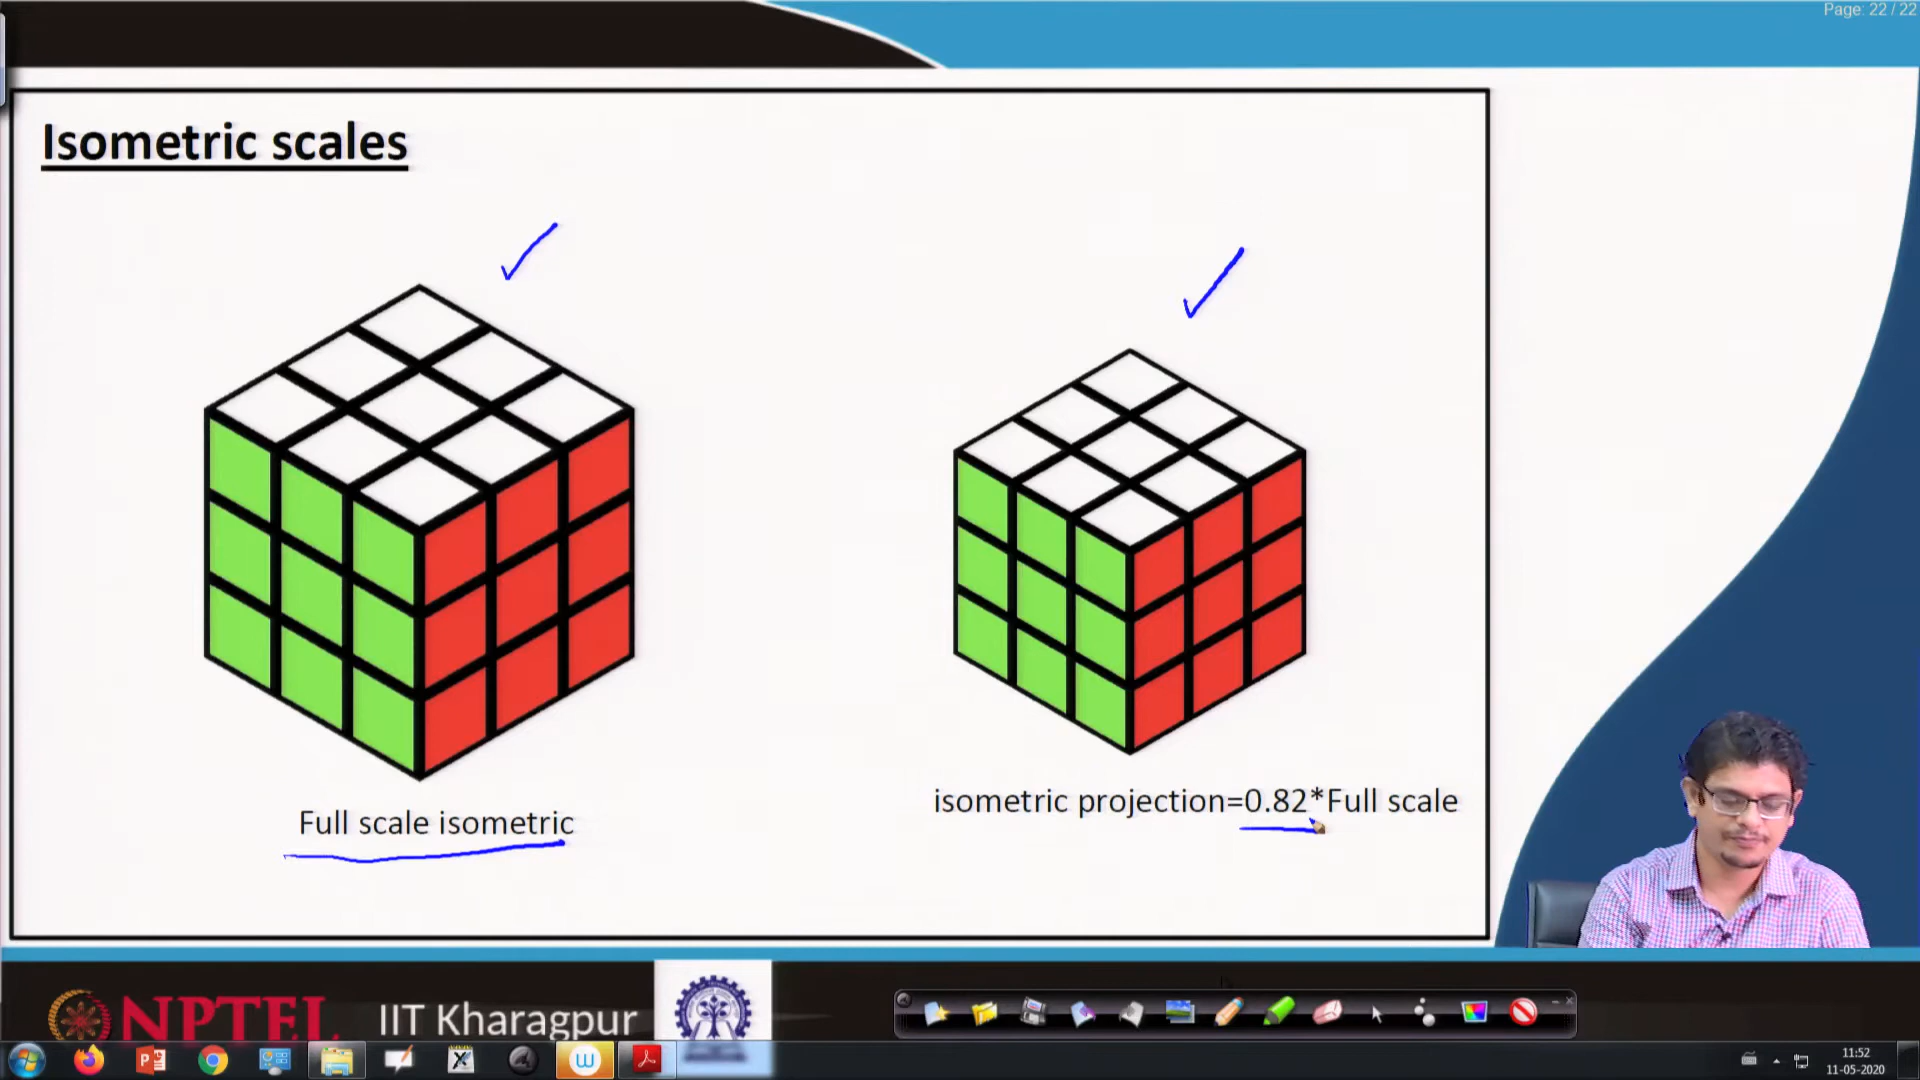 Page: 22 / 22
Isometric scales
Full scale isometric
isometric projection=0.82*Full scale
NPTEL
IIT Kharagpur
11:52
11-05-2020